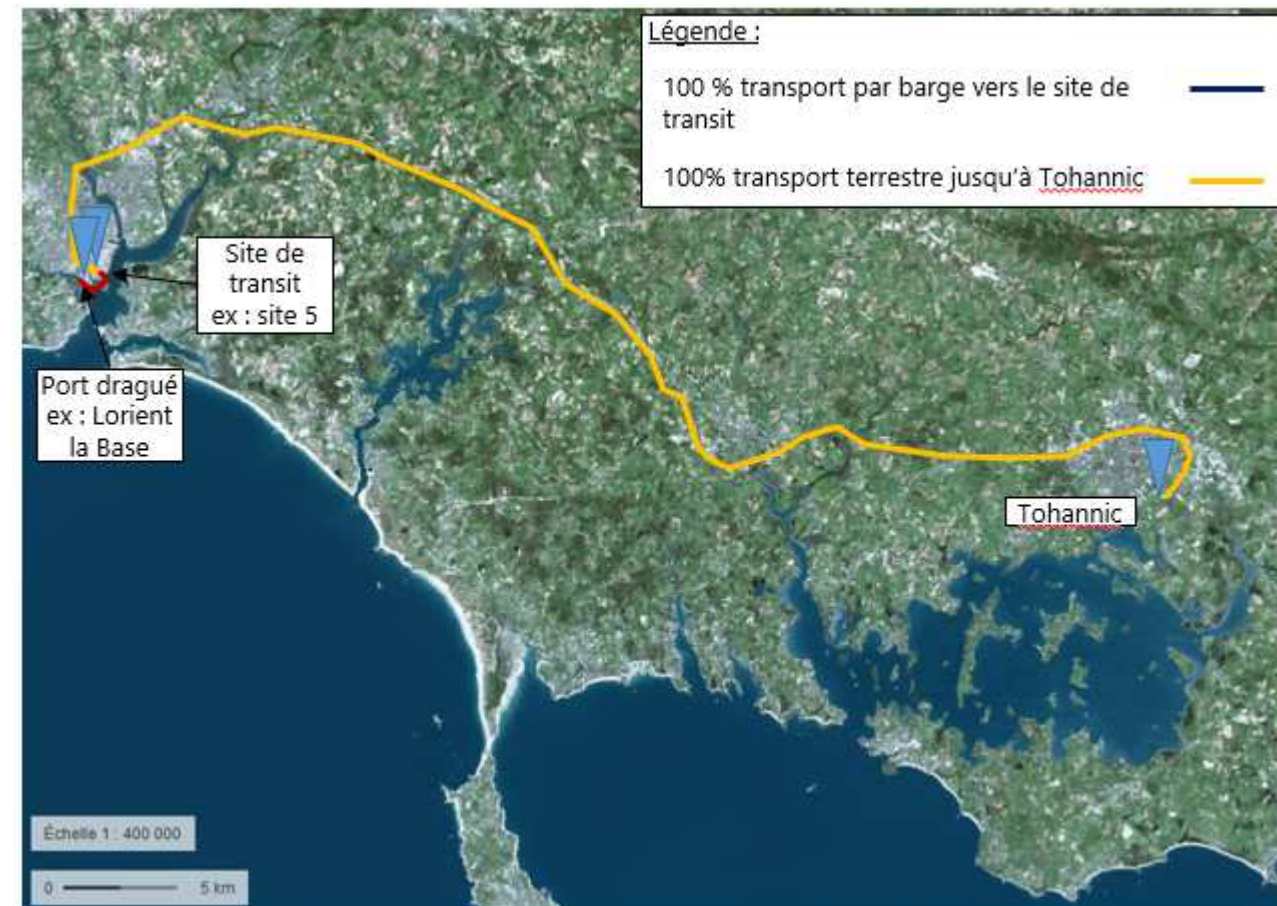 Légende :
100 % transport par barge vers le site de
transit
100% transport terrestre jusqu'à Tohannic
Site de
transit
ex : site 5
Port dragué
ex : Lorient
la Base
Tohannic
Échelle 1 : 400 000
0 5 km